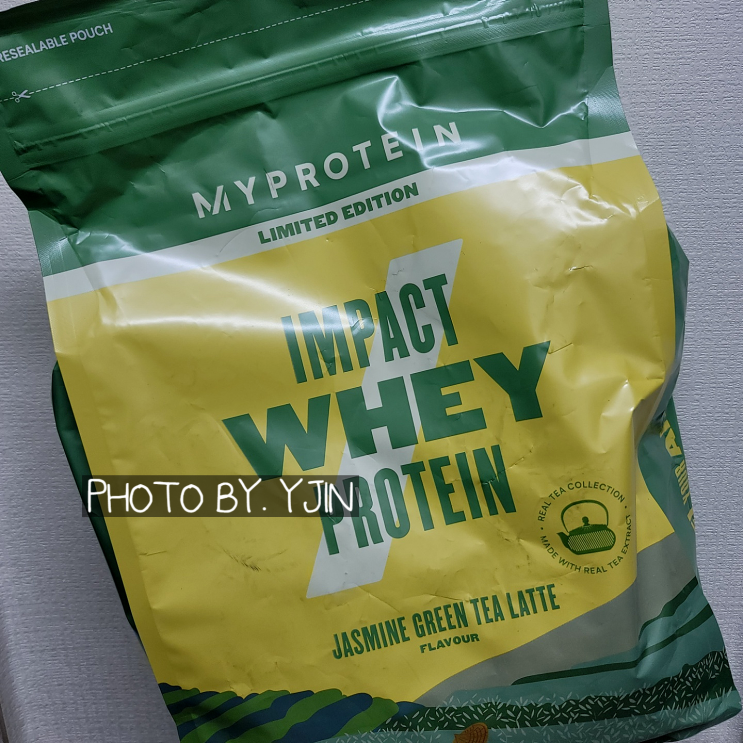 RESEALABLE POUCH
MYPROTEIN
LIMITED EDITION
IMPACT
WHEY
PROTEIN
PHOTO BY. YJIN
REAL TEA COLLECTION
MADE WITH REAL TEA EXTRACT
JASMINE GREEN TEA LATTE
FLAVOUR